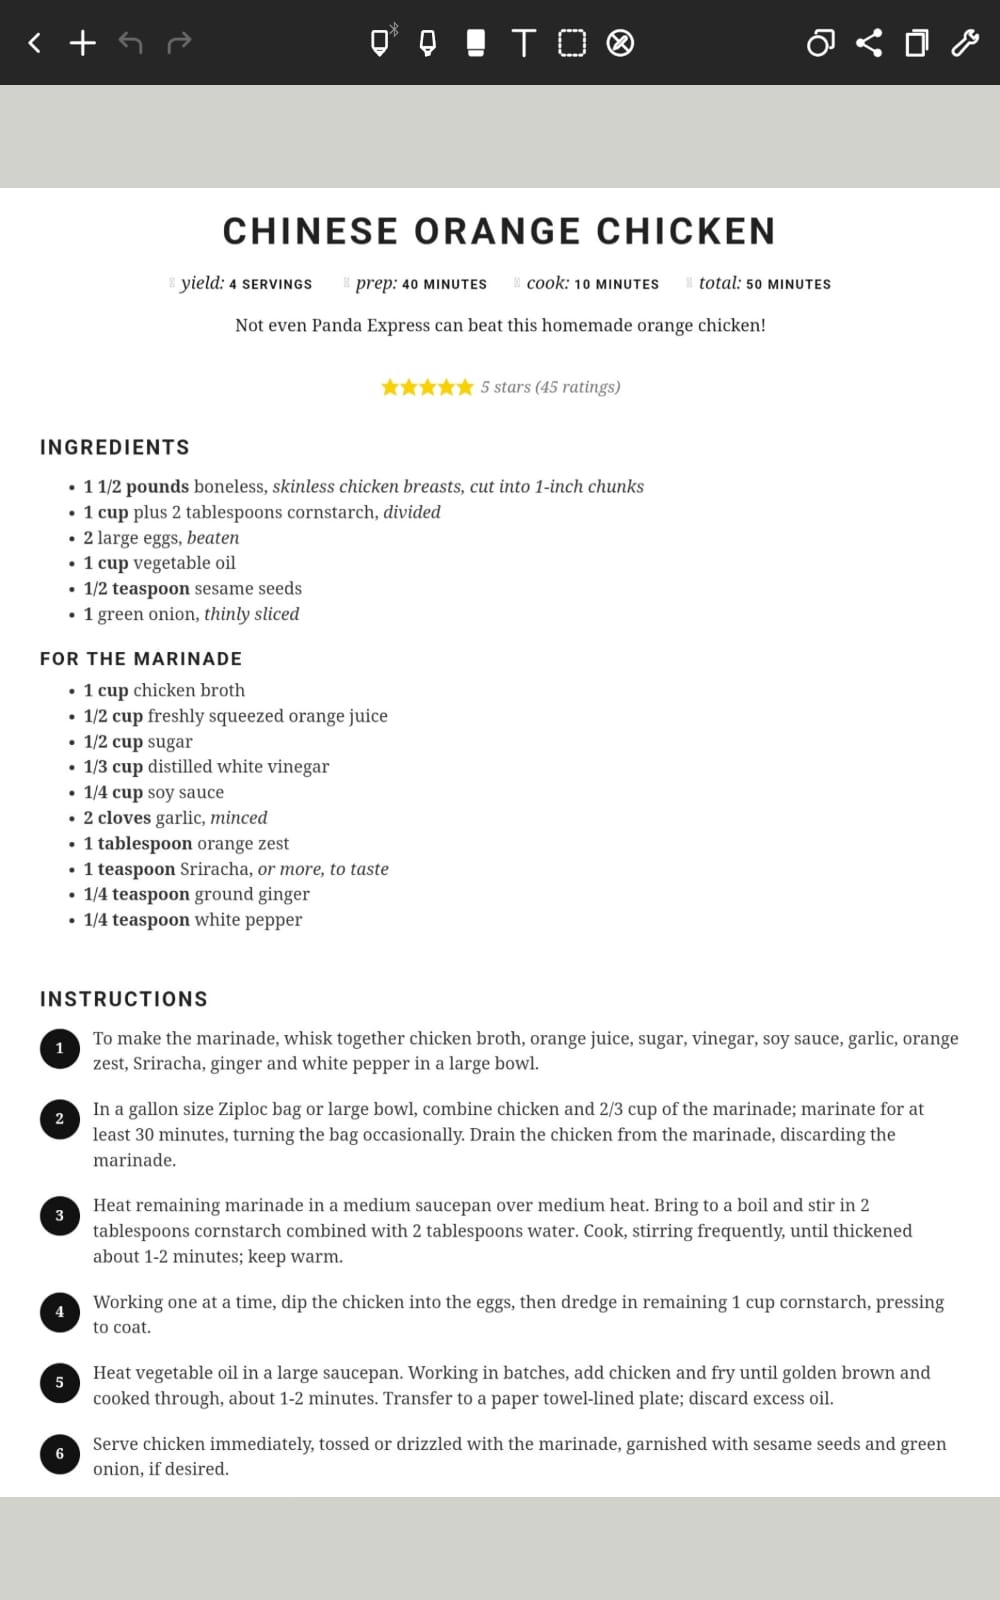 CHINESE ORANGE CHICKEN
yield: 4 SERVINGS prep: 40 MINUTES cook: 10 MINUTES total: 50 MINUTES
Not even Panda Express can beat this homemade orange chicken!
5 stars (45 ratings)
INGREDIENTS
• 1 1/2 pounds boneless, skinless chicken breasts, cut into 1-inch chunks
• 1 cup plus 2 tablespoons cornstarch, divided
• 2 large eggs, beaten
• 1 cup vegetable oil
• 1/2 teaspoon sesame seeds
• 1 green onion, thinly sliced
FOR THE MARINADE
• 1 cup chicken broth
• 1/2 cup freshly squeezed orange juice
• 1/2 cup sugar
• 1/3 cup distilled white vinegar
• 1/4 cup soy sauce
• 2 cloves garlic, minced
• 1 tablespoon orange zest
• 1 teaspoon Sriracha, or more, to taste
• 1/4 teaspoon ground ginger
• 1/4 teaspoon white pepper
INSTRUCTIONS
1 To make the marinade, whisk together chicken broth, orange juice, sugar, vinegar, soy sauce, garlic, orange
zest, Sriracha, ginger and white pepper in a large bowl.
2 In a gallon size Ziploc bag or large bowl, combine chicken and 2/3 cup of the marinade; marinate for at
least 30 minutes, turning the bag occasionally. Drain the chicken from the marinade, discarding the
marinade.
3 Heat remaining marinade in a medium saucepan over medium heat. Bring to a boil and stir in 2
tablespoons cornstarch combined with 2 tablespoons water. Cook, stirring frequently, until thickened
about 1-2 minutes; keep warm.
4 Working one at a time, dip the chicken into the eggs, then dredge in remaining 1 cup cornstarch, pressing
to coat.
5 Heat vegetable oil in a large saucepan. Working in batches, add chicken and fry until golden brown and
cooked through, about 1-2 minutes. Transfer to a paper towel-lined plate; discard excess oil.
6 Serve chicken immediately, tossed or drizzled with the marinade, garnished with sesame seeds and green
onion, if desired.